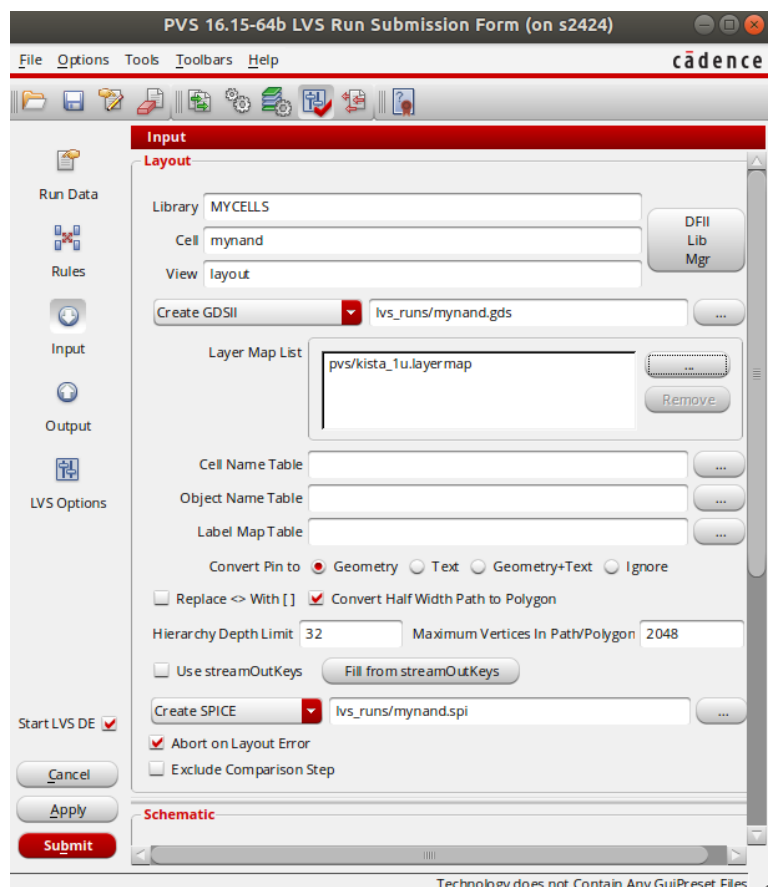 PVS 16.15-64b LVS Run Submission Form (on s2424)
File Options Tools Toolbars Help
cādence
Input
Layout
Run Data
Library MYCELLS
DFII
Lib
Mgr
Cell mynand
Rules
View layout
Create GDSII lvs_runs/mynand.gds ...
Input
Layer Map List pvs/kista_1u.layermap ...
Remove
Output
Cell Name Table ...
LVS Options
Object Name Table ...
Label Map Table ...
Convert Pin to Geometry Text Geometry+Text Ignore
Replace <> With [ ] Convert Half Width Path to Polygon
Hierarchy Depth Limit 32 Maximum Vertices In Path/Polygon 2048
Use streamOutKeys Fill from streamOutKeys
Create SPICE lvs_runs/mynand.spi ...
Start LVS DE
Abort on Layout Error
Exclude Comparison Step
Cancel
Apply
Schematic
Submit
Technology does not Contain Any GuiPreset Files